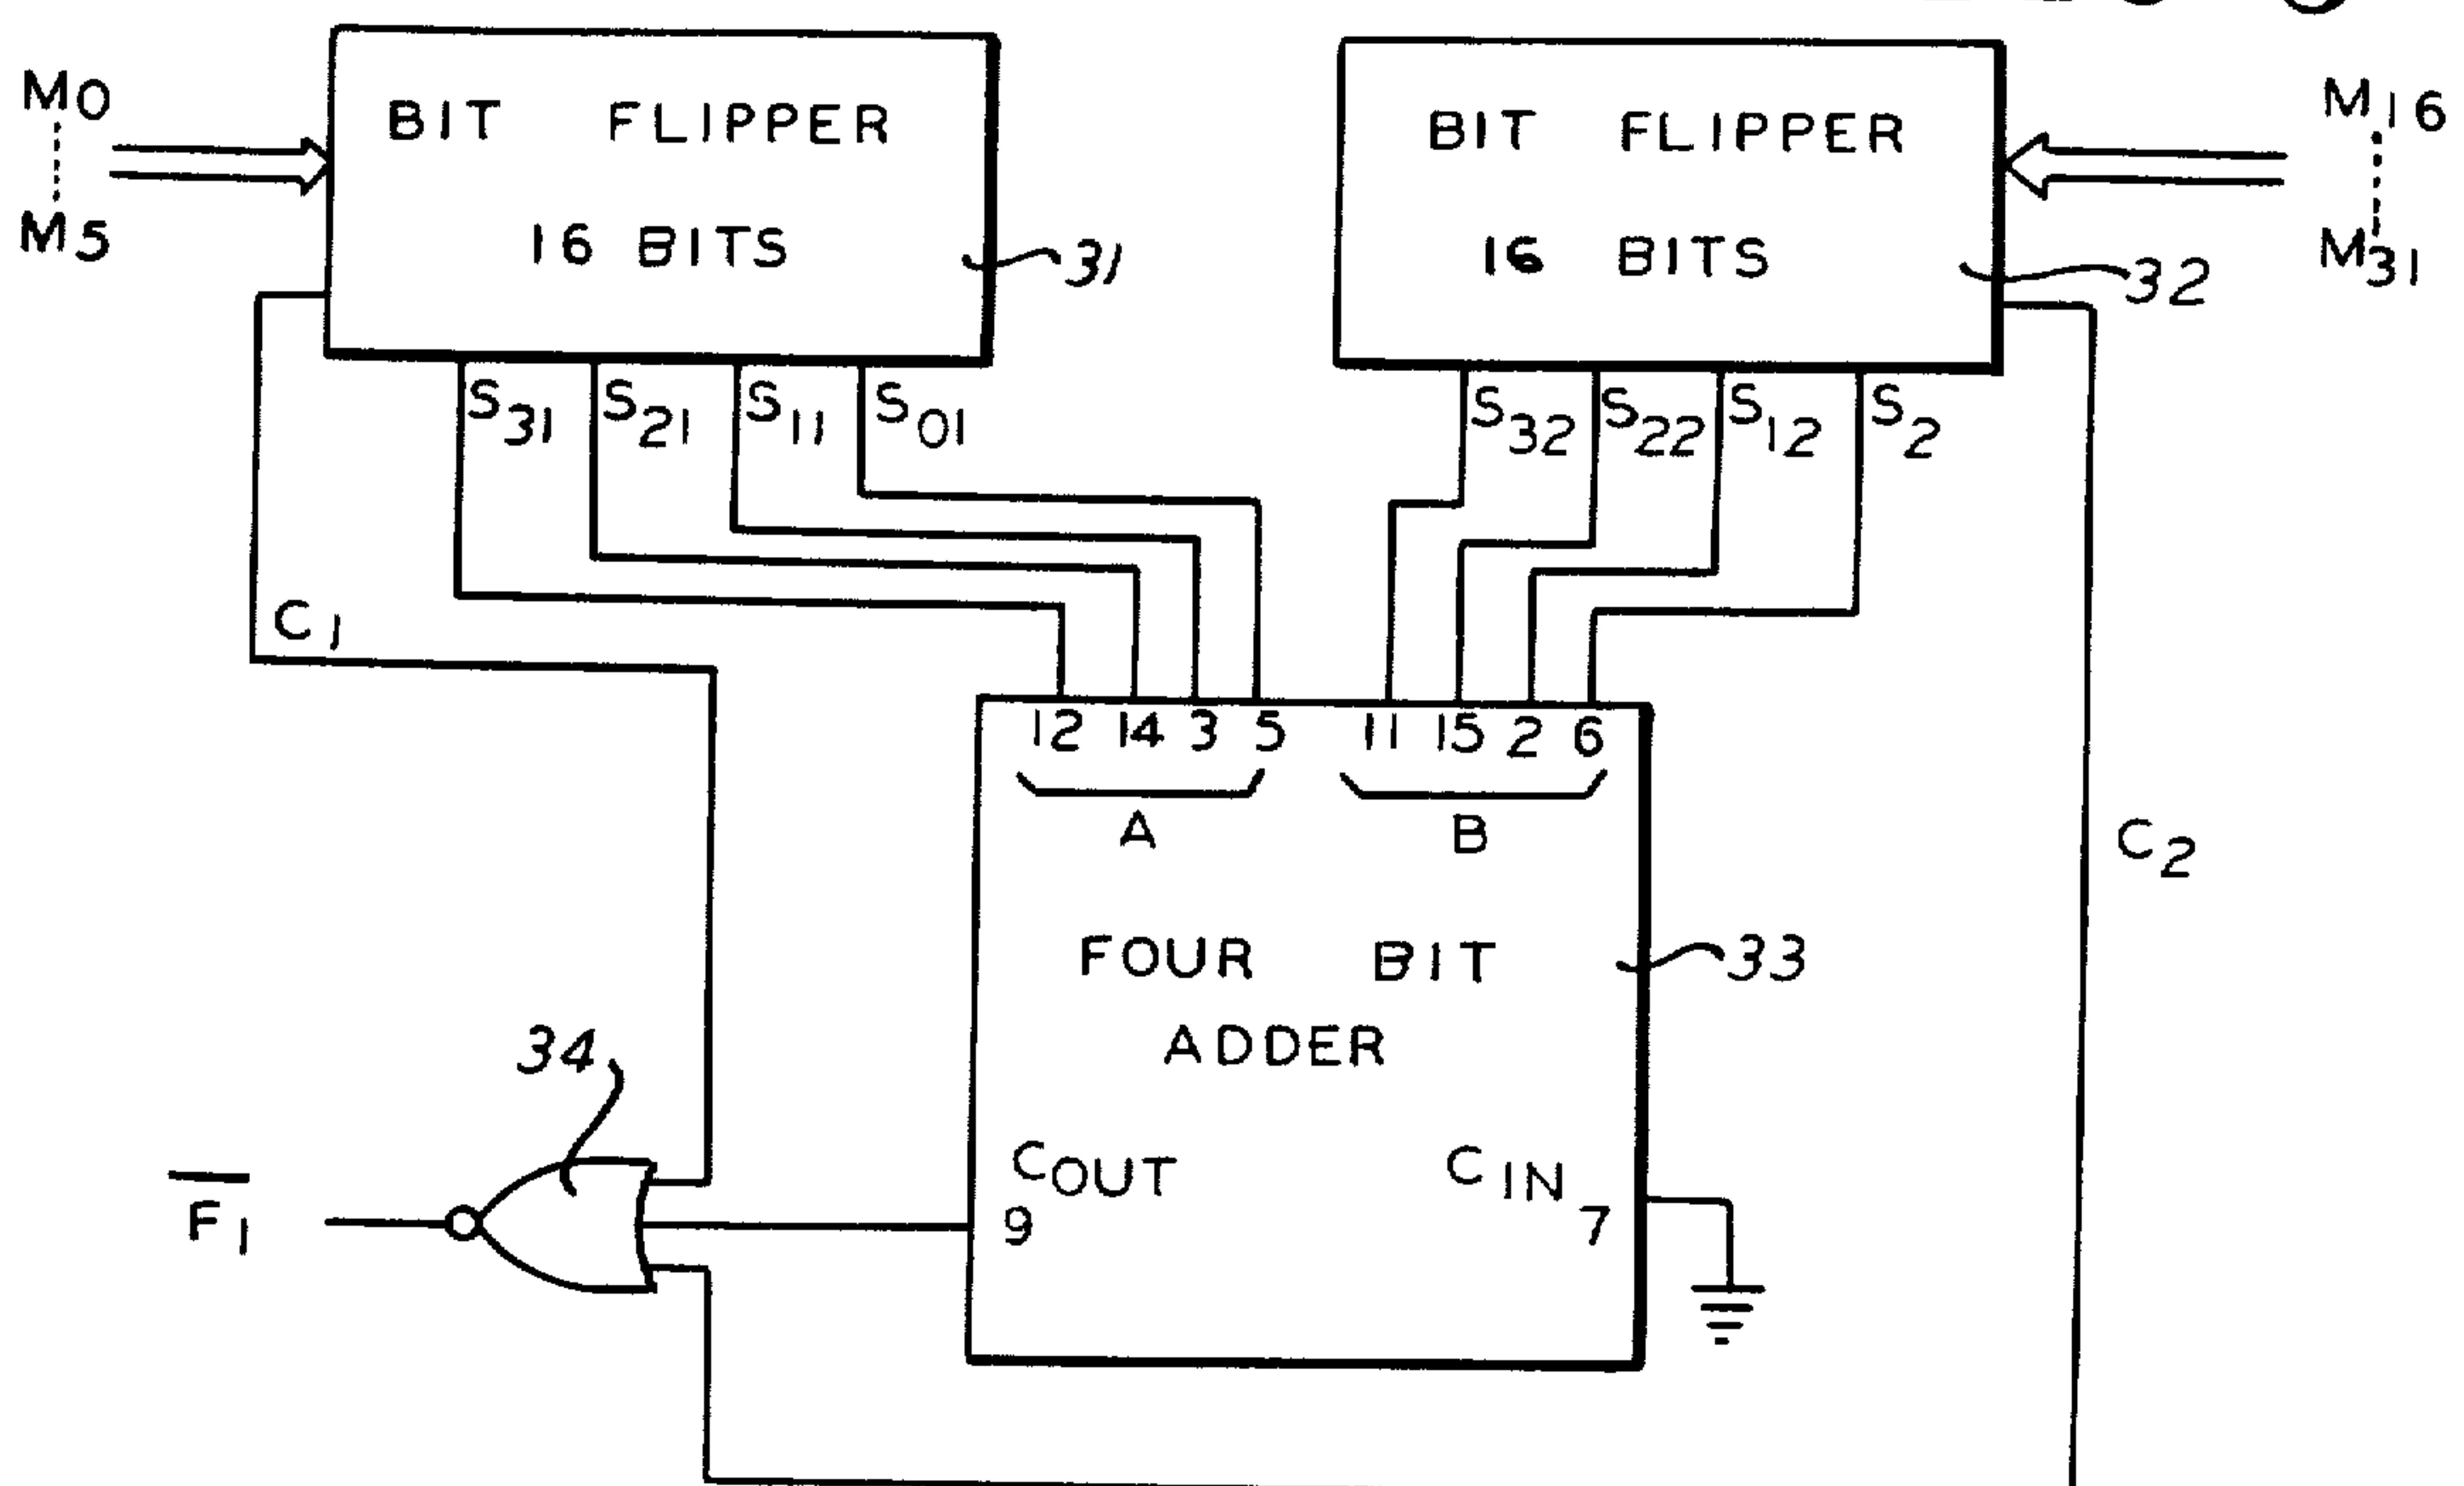 M0
M5
BIT FLIPPER
16 BITS
31
BIT FLIPPER
16 BITS
32
M16
M31
S31 S21 S11 S01
S32 S22 S12 S2
C1
12 14 3 5 11 15 2 6
A B
C2
FOUR BIT
ADDER
33
34
COUT
9
CIN
7
F̅1